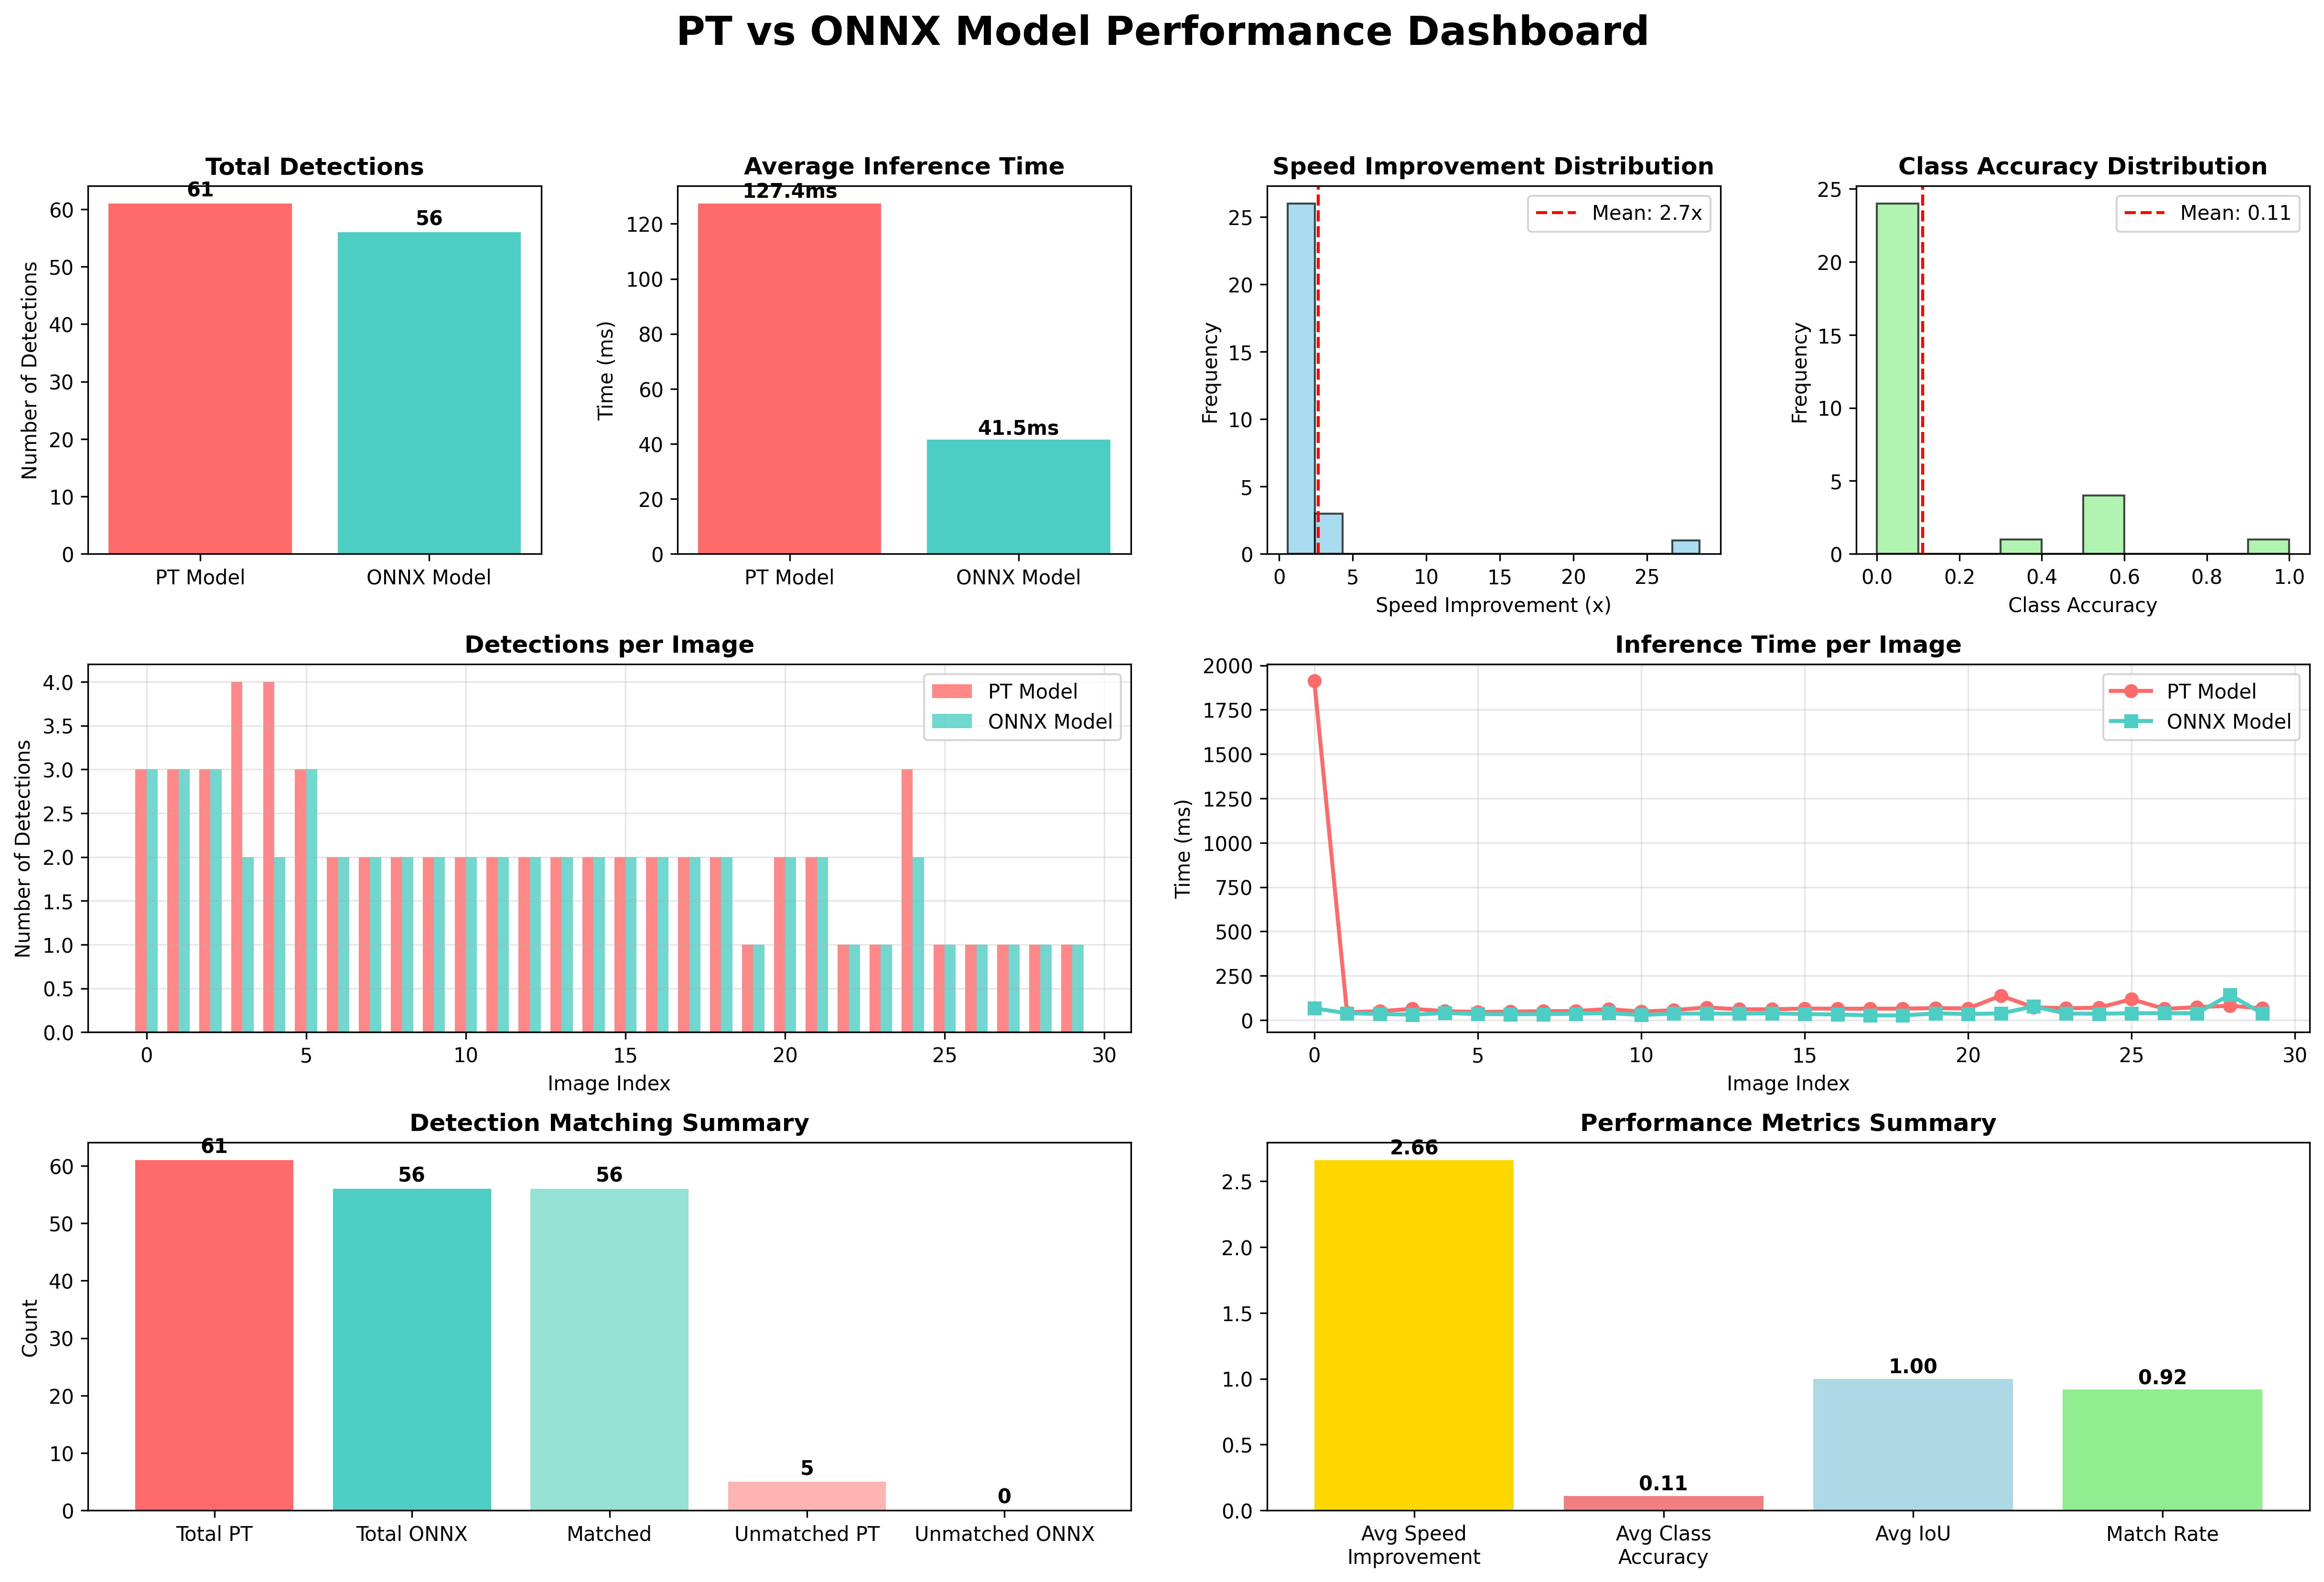 PT vs ONNX Model Performance Dashboard
Total Detections
Number of Detections
0
10
20
30
40
50
60
61
56
PT Model
ONNX Model
Average Inference Time
Time (ms)
0
20
40
60
80
100
120
127.4ms
41.5ms
PT Model
ONNX Model
Speed Improvement Distribution
Frequency
0
5
10
15
20
25
Mean: 2.7x
0
5
10
15
20
25
Speed Improvement (x)
Class Accuracy Distribution
Frequency
0
5
10
15
20
25
Mean: 0.11
0.0
0.2
0.4
0.6
0.8
1.0
Class Accuracy
Detections per Image
Number of Detections
0.0
0.5
1.0
1.5
2.0
2.5
3.0
3.5
4.0
PT Model
ONNX Model
0
5
10
15
20
25
30
Image Index
Inference Time per Image
Time (ms)
0
250
500
750
1000
1250
1500
1750
2000
PT Model
ONNX Model
0
5
10
15
20
25
30
Image Index
Detection Matching Summary
Count
0
10
20
30
40
50
60
61
56
56
5
0
Total PT
Total ONNX
Matched
Unmatched PT
Unmatched ONNX
Performance Metrics Summary
0.0
0.5
1.0
1.5
2.0
2.5
2.66
0.11
1.00
0.92
Avg Speed
Improvement
Avg Class
Accuracy
Avg IoU
Match Rate